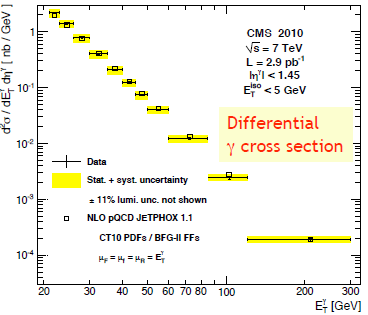 CMS 2010
√s = 7 TeV
L = 2.9 pb⁻¹
|η^γ| < 1.45
E_T^iso < 5 GeV
Differential
γ cross section
d²σ / dE_T^γ dη^γ [ nb / GeV ]
1
10⁻¹
10⁻²
10⁻³
10⁻⁴
Data
Stat. + syst. uncertainty
± 11% lumi. unc. not shown
NLO pQCD JETPHOX 1.1
CT10 PDFs / BFG-II FFs
μ_F = μ_f = μ_R = E_T^γ
20 30 40 50 60 70 80 100 200 300
E_T^γ [GeV]